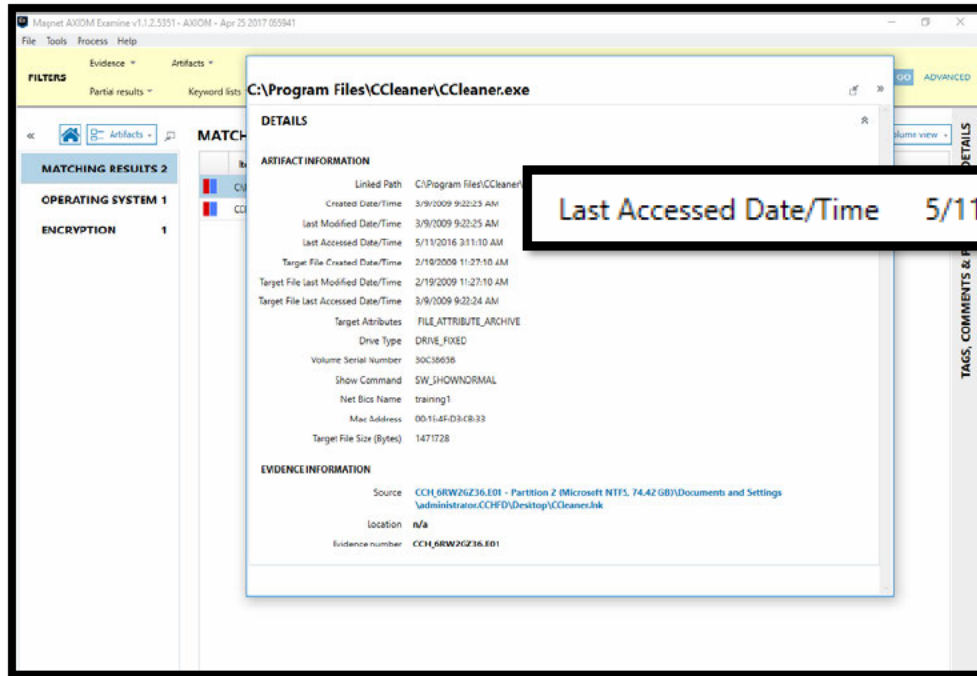 Magnet AXIOM Examine v1.1.2.5351 - AXIOM - Apr 25 2017 055941
File Tools Process Help
FILTERS
Evidence
Artifacts
Partial results
Keyword lists
GO
ADVANCED
Artifacts
MATCH
MATCHING RESULTS 2
OPERATING SYSTEM 1
ENCRYPTION 1
C:\Program Files\CCleaner\CCleaner.exe
DETAILS
ARTIFACT INFORMATION
Linked Path C:\Program Files\CCleaner\
Created Date/Time 3/9/2009 9:22:25 AM
Last Modified Date/Time 3/9/2009 9:22:25 AM
Last Accessed Date/Time 5/11/2016 3:11:10 AM
Target File Created Date/Time 2/19/2009 11:27:10 AM
Target File Last Modified Date/Time 2/19/2009 11:27:10 AM
Target File Last Accessed Date/Time 3/9/2009 9:22:24 AM
Target Attributes FILE_ATTRIBUTE_ARCHIVE
Drive Type DRIVE_FIXED
Volume Serial Number
Show Command SW_SHOWNORMAL
Net Bios Name training1
Mac Address
Target File Size (Bytes) 1471728
EVIDENCE INFORMATION
Source CCH_6RW2GZ36.E01 - Partition 2 (Microsoft NTFS, 74.42 GB)\Documents and Settings
\administrator.CCHFD\Desktop\CCleaner.lnk
Location n/a
Evidence number CCH_6RW2GZ36.E01
Last Accessed Date/Time 5/11
lumn view
DETAILS
TAGS, COMMENTS & P